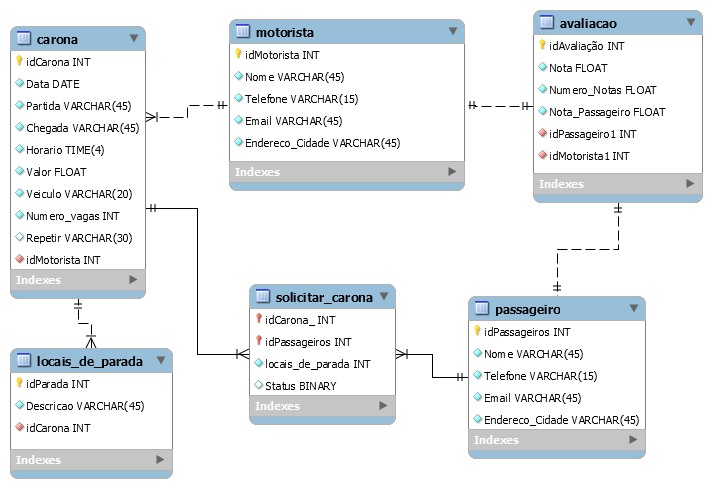 carona
idCarona INT
Data DATE
Partida VARCHAR(45)
Chegada VARCHAR(45)
Horario TIME(4)
Valor FLOAT
Veiculo VARCHAR(20)
Numero_vagas INT
Repetir VARCHAR(30)
idMotorista INT
Indexes
motorista
idMotorista INT
Nome VARCHAR(45)
Telefone VARCHAR(15)
Email VARCHAR(45)
Endereco_Cidade VARCHAR(45)
Indexes
avaliacao
idAvaliação INT
Nota FLOAT
Numero_Notas FLOAT
Nota_Passageiro FLOAT
idPassageiro1 INT
idMotorista1 INT
Indexes
locais_de_parada
idParada INT
Descricao VARCHAR(45)
idCarona INT
Indexes
solicitar_carona
idCarona_ INT
idPassageiros INT
locais_de_parada INT
Status BINARY
Indexes
passageiro
idPassageiros INT
Nome VARCHAR(45)
Telefone VARCHAR(15)
Email VARCHAR(45)
Endereco_Cidade VARCHAR(45)
Indexes